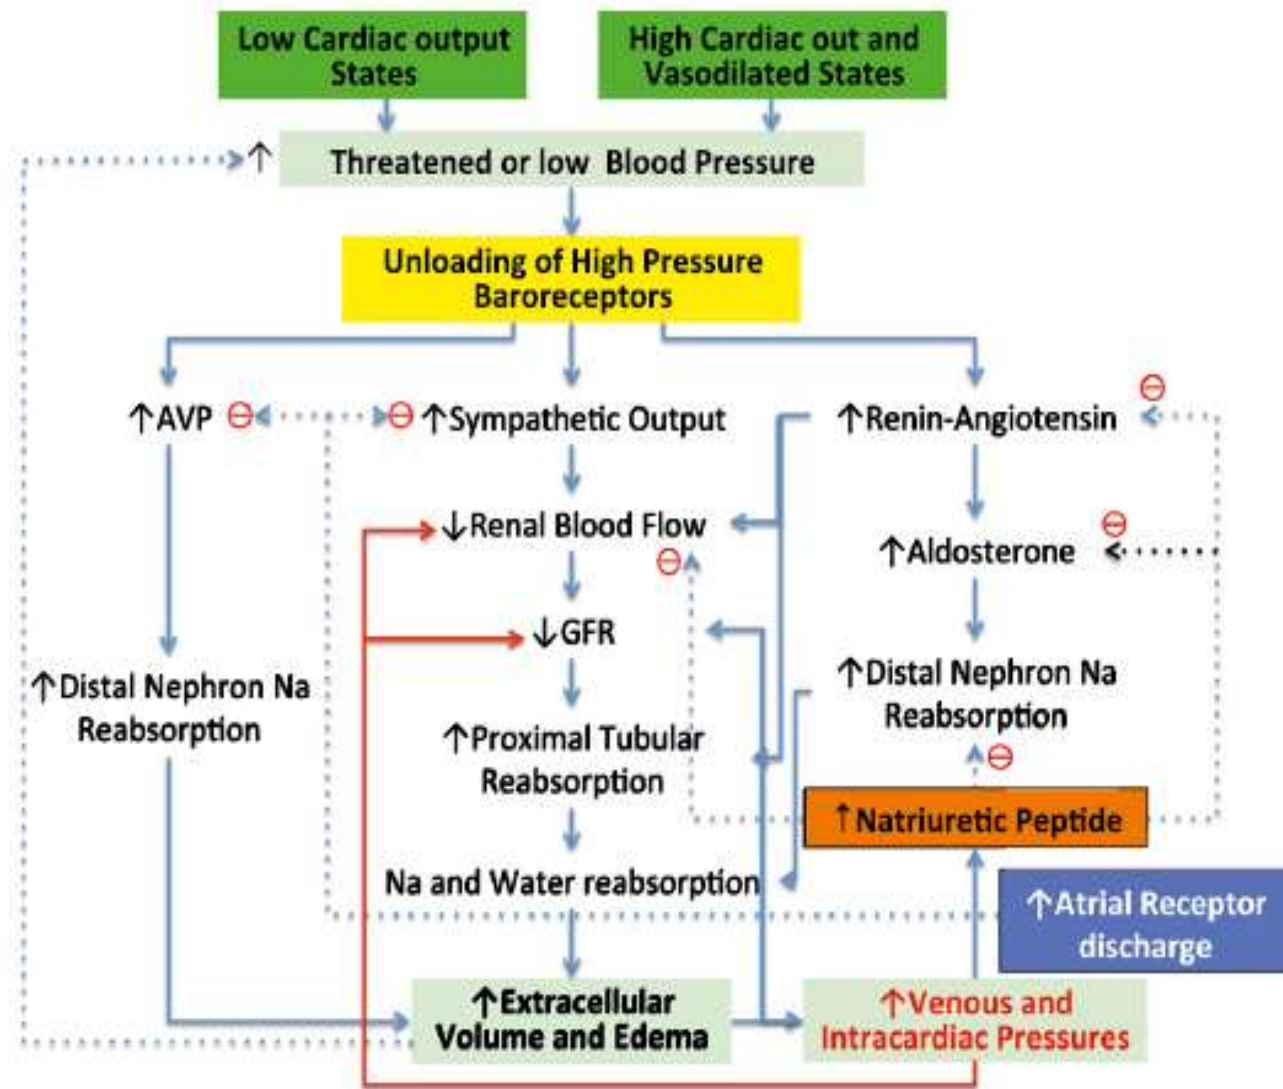 Low Cardiac output
States
High Cardiac out and
Vasodilated States
↑ Threatened or low Blood Pressure
Unloading of High Pressure
Baroreceptors
↑AVP ⊖
⊖ ↑Sympathetic Output
↑Renin-Angiotensin ⊖
↓Renal Blood Flow
⊖
↑Aldosterone ⊖
↓GFR
↑Distal Nephron Na
Reabsorption
↑Distal Nephron Na
Reabsorption
⊖
↑Proximal Tubular
Reabsorption
↑Natriuretic Peptide
Na and Water reabsorption
↑Atrial Receptor
discharge
↑Extracellular
Volume and Edema
↑Venous and
Intracardiac Pressures